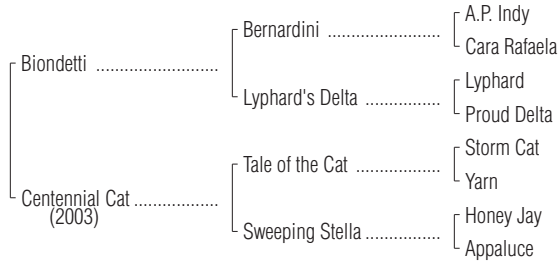 A.P. Indy
Bernardini ......................
Cara Rafaela
Biondetti ........................
Lyphard
Lyphard's Delta ...............
Proud Delta
Storm Cat
Tale of the Cat .................
Yarn
Centennial Cat .................
(2003)
Honey Jay
Sweeping Stella ................
Appaluce